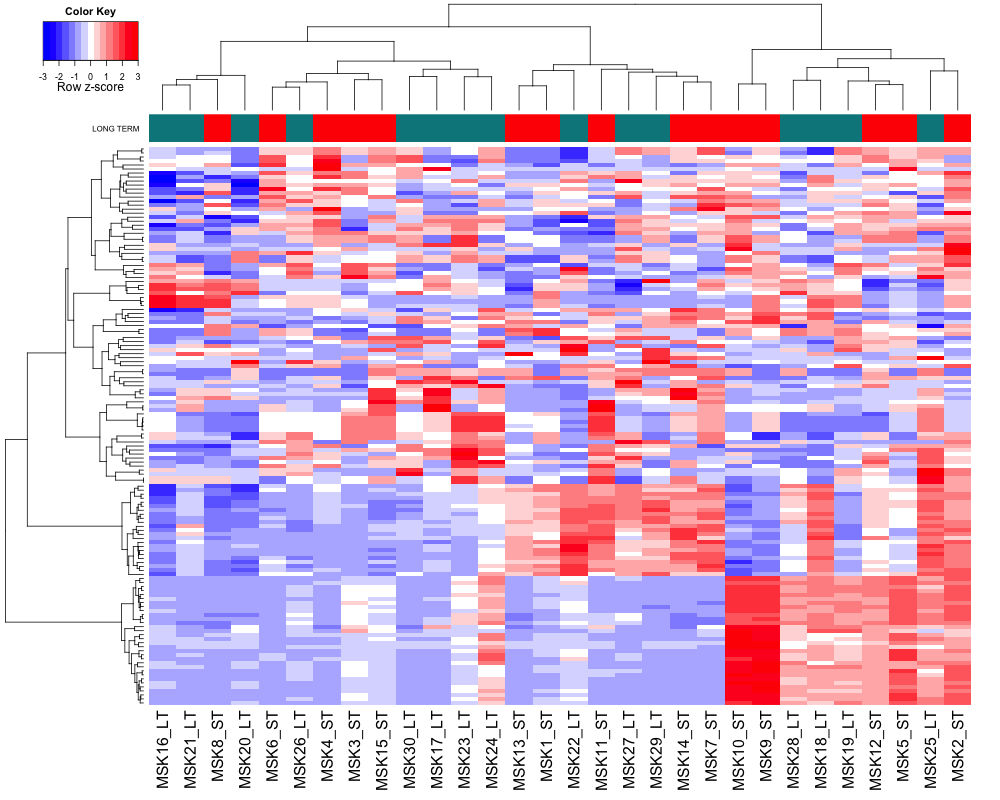 Color Key
-3 -2 -1 0 1 2 3
Row z-score
LONG TERM
MSK16_LT
MSK21_LT
MSK8_ST
MSK20_LT
MSK6_ST
MSK26_LT
MSK4_ST
MSK3_ST
MSK15_ST
MSK30_LT
MSK17_LT
MSK23_LT
MSK24_LT
MSK13_ST
MSK1_ST
MSK22_LT
MSK11_ST
MSK27_LT
MSK29_LT
MSK14_ST
MSK7_ST
MSK10_ST
MSK9_ST
MSK28_LT
MSK18_LT
MSK19_LT
MSK12_ST
MSK5_ST
MSK25_LT
MSK2_ST